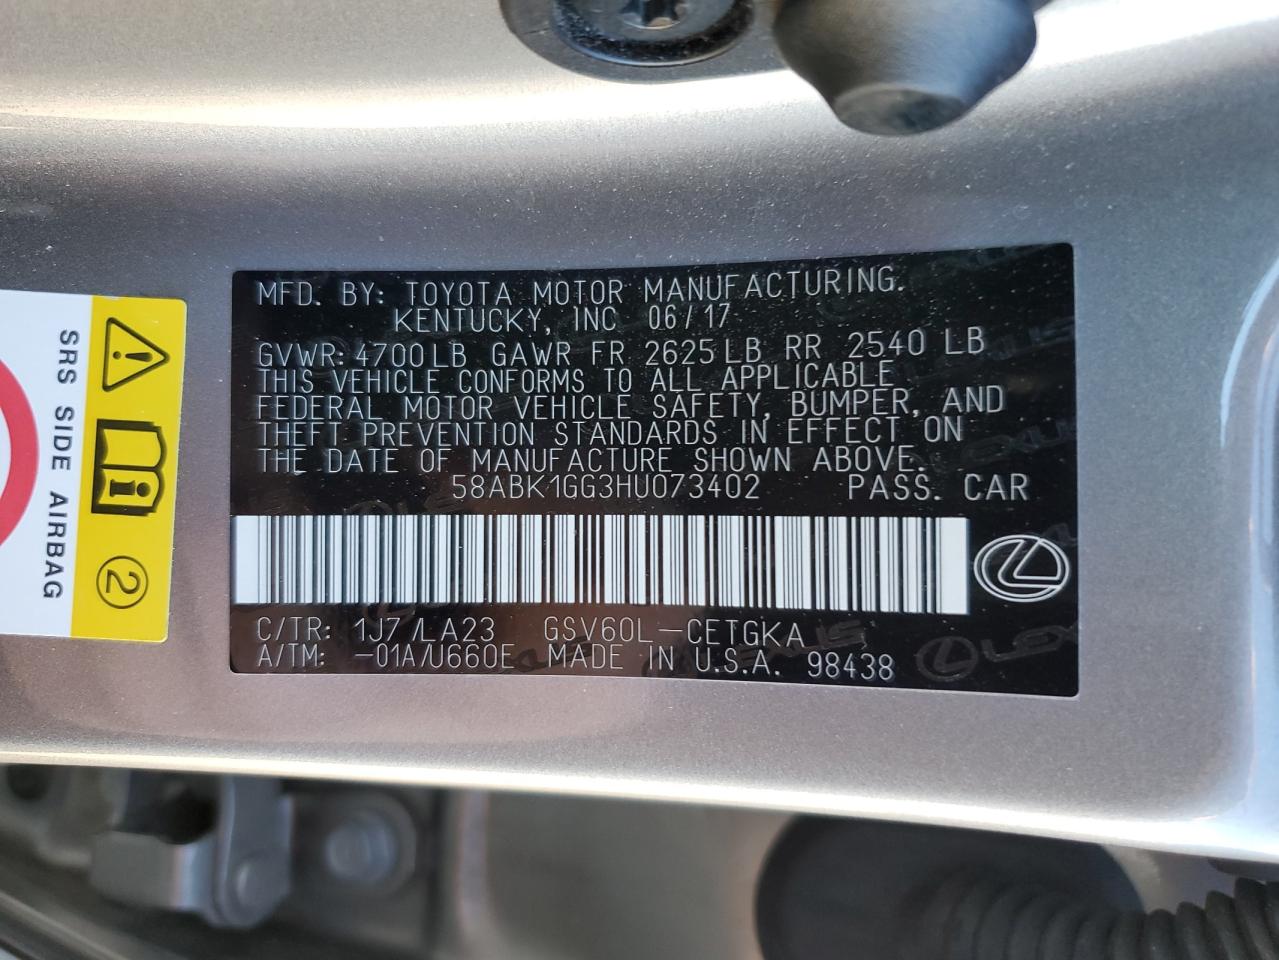 MFD. BY: TOYOTA MOTOR MANUFACTURING.
KENTUCKY, INC 06/17
GVWR: 4700LB GAWR FR 2625LB RR 2540 LB
THIS VEHICLE CONFORMS TO ALL APPLICABLE
FEDERAL MOTOR VEHICLE SAFETY, BUMPER, AND
THEFT PREVENTION STANDARDS IN EFFECT ON
THE DATE OF MANUFACTURE SHOWN ABOVE.
58ABK1GG3HU073402 PASS. CAR
C/TR: 1J7 /LA23 GSV60L-CETGKA
A/TM: -01A/U660E MADE IN U.S.A. 98438
LEXUS
SRS SIDE AIRBAG
2